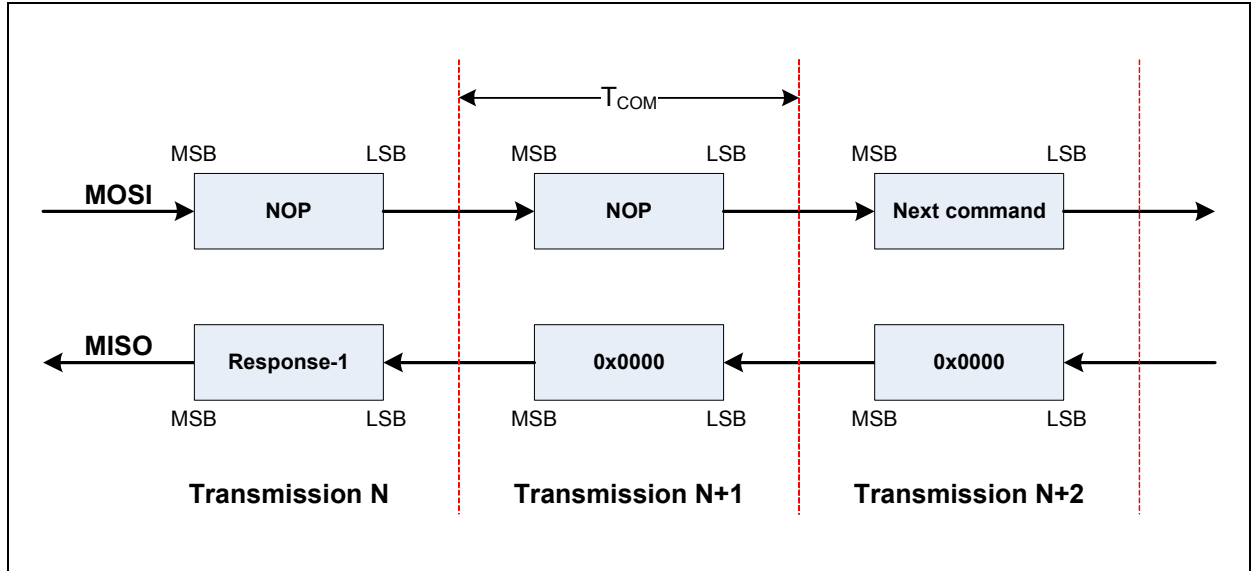 T_COM
MSB LSB MSB LSB MSB LSB
MOSI NOP NOP Next command
MISO Response-1 0x0000 0x0000
MSB LSB MSB LSB MSB LSB
Transmission N Transmission N+1 Transmission N+2